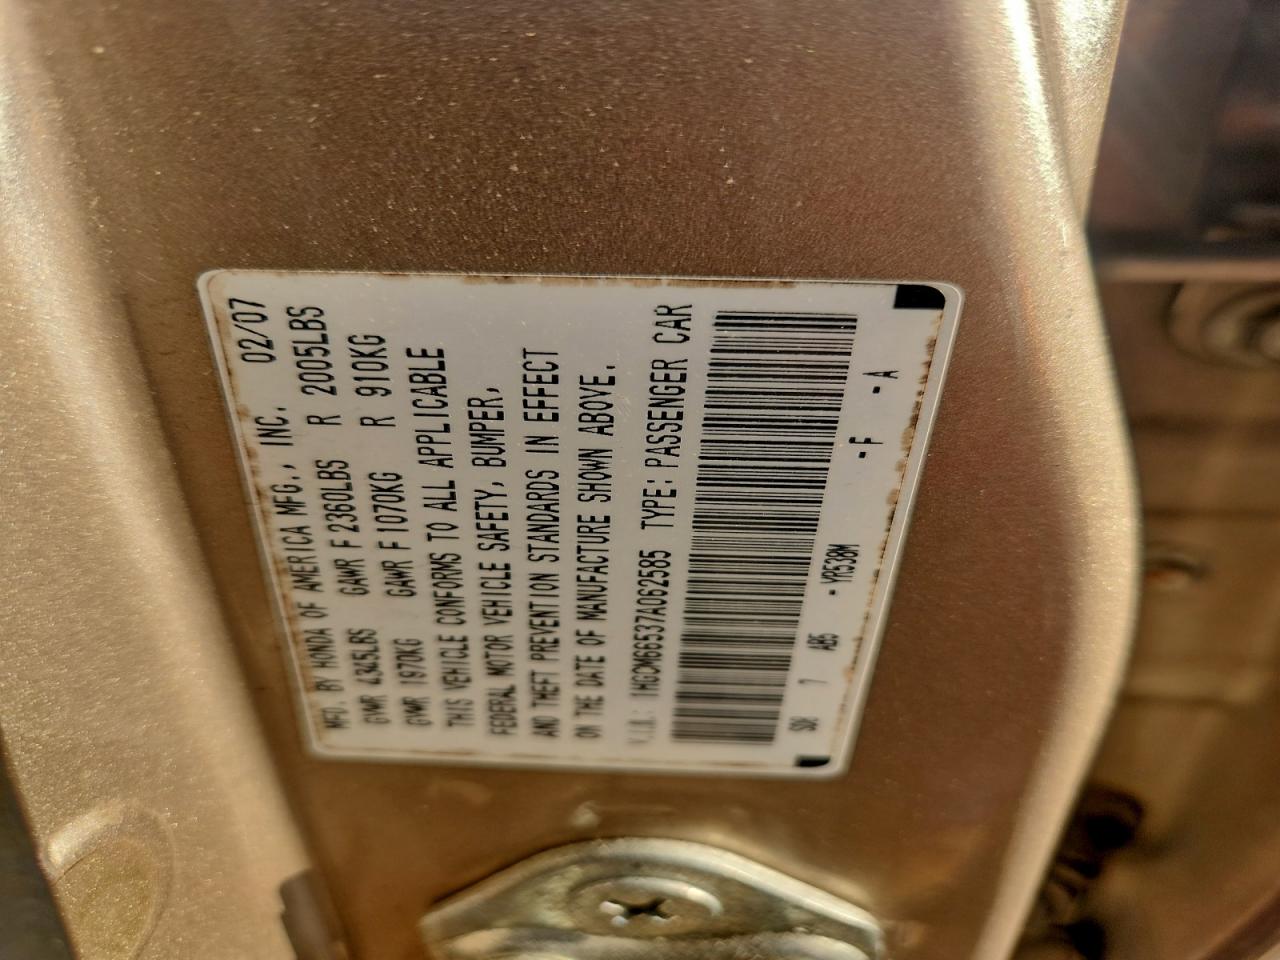 MFD. BY HONDA OF AMERICA MFG., INC. 02/07
GVWR 4345LBS GAWR F 2360LBS R 2005LBS
GVWR 1970KG GAWR F 1070KG R 910KG
THIS VEHICLE CONFORMS TO ALL APPLICABLE
FEDERAL MOTOR VEHICLE SAFETY, BUMPER,
AND THEFT PREVENTION STANDARDS IN EFFECT
ON THE DATE OF MANUFACTURE SHOWN ABOVE.
V.I.N.: 1HGCM66537A062585 TYPE: PASSENGER CAR
SDB 7 AB5 -YR538M -F -A